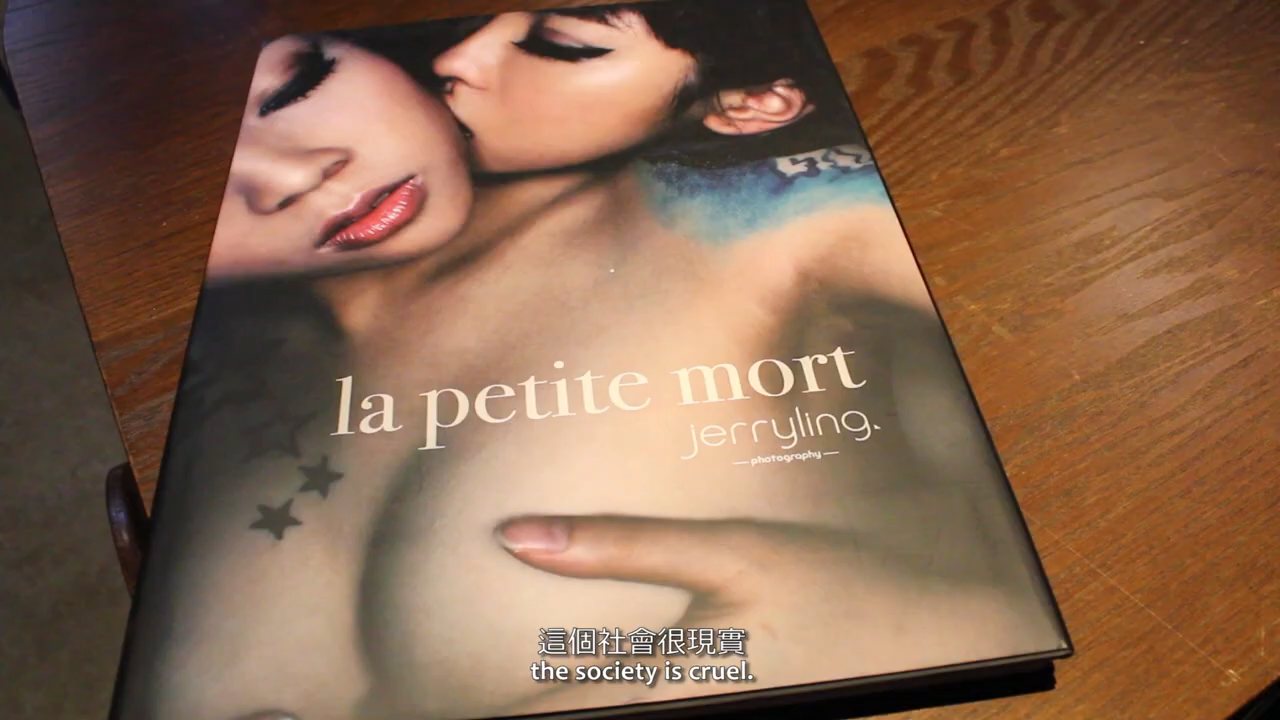 la petite mort
jerryling.
photography
這個社會很現實
the society is cruel.